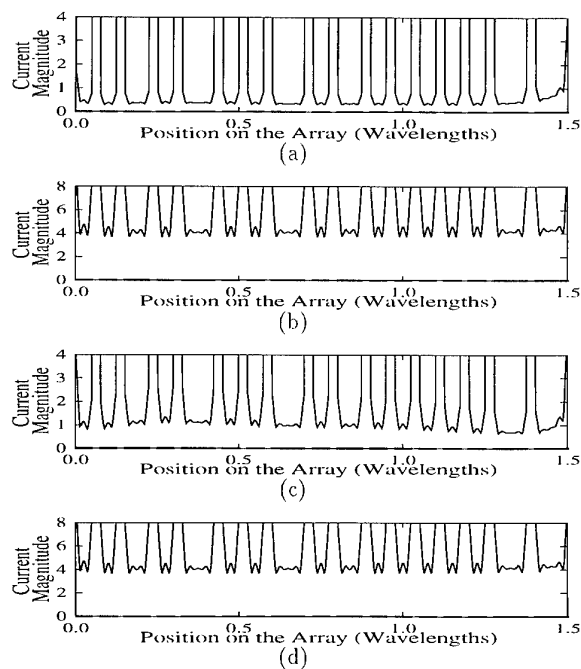 4
3
2
1
0
Current
Magnitude
0.0
0.5
1.0
1.5
Position on the Array (Wavelengths)
(a)
8
6
4
2
0
Current
Magnitude
0.0
0.5
1.0
1.5
Position on the Array (Wavelengths)
(b)
4
3
2
1
0
Current
Magnitude
0.0
0.5
1.0
1.5
Position on the Array (Wavelengths)
(c)
8
6
4
2
0
Current
Magnitude
0.0
0.5
1.0
1.5
Position on the Array (Wavelengths)
(d)